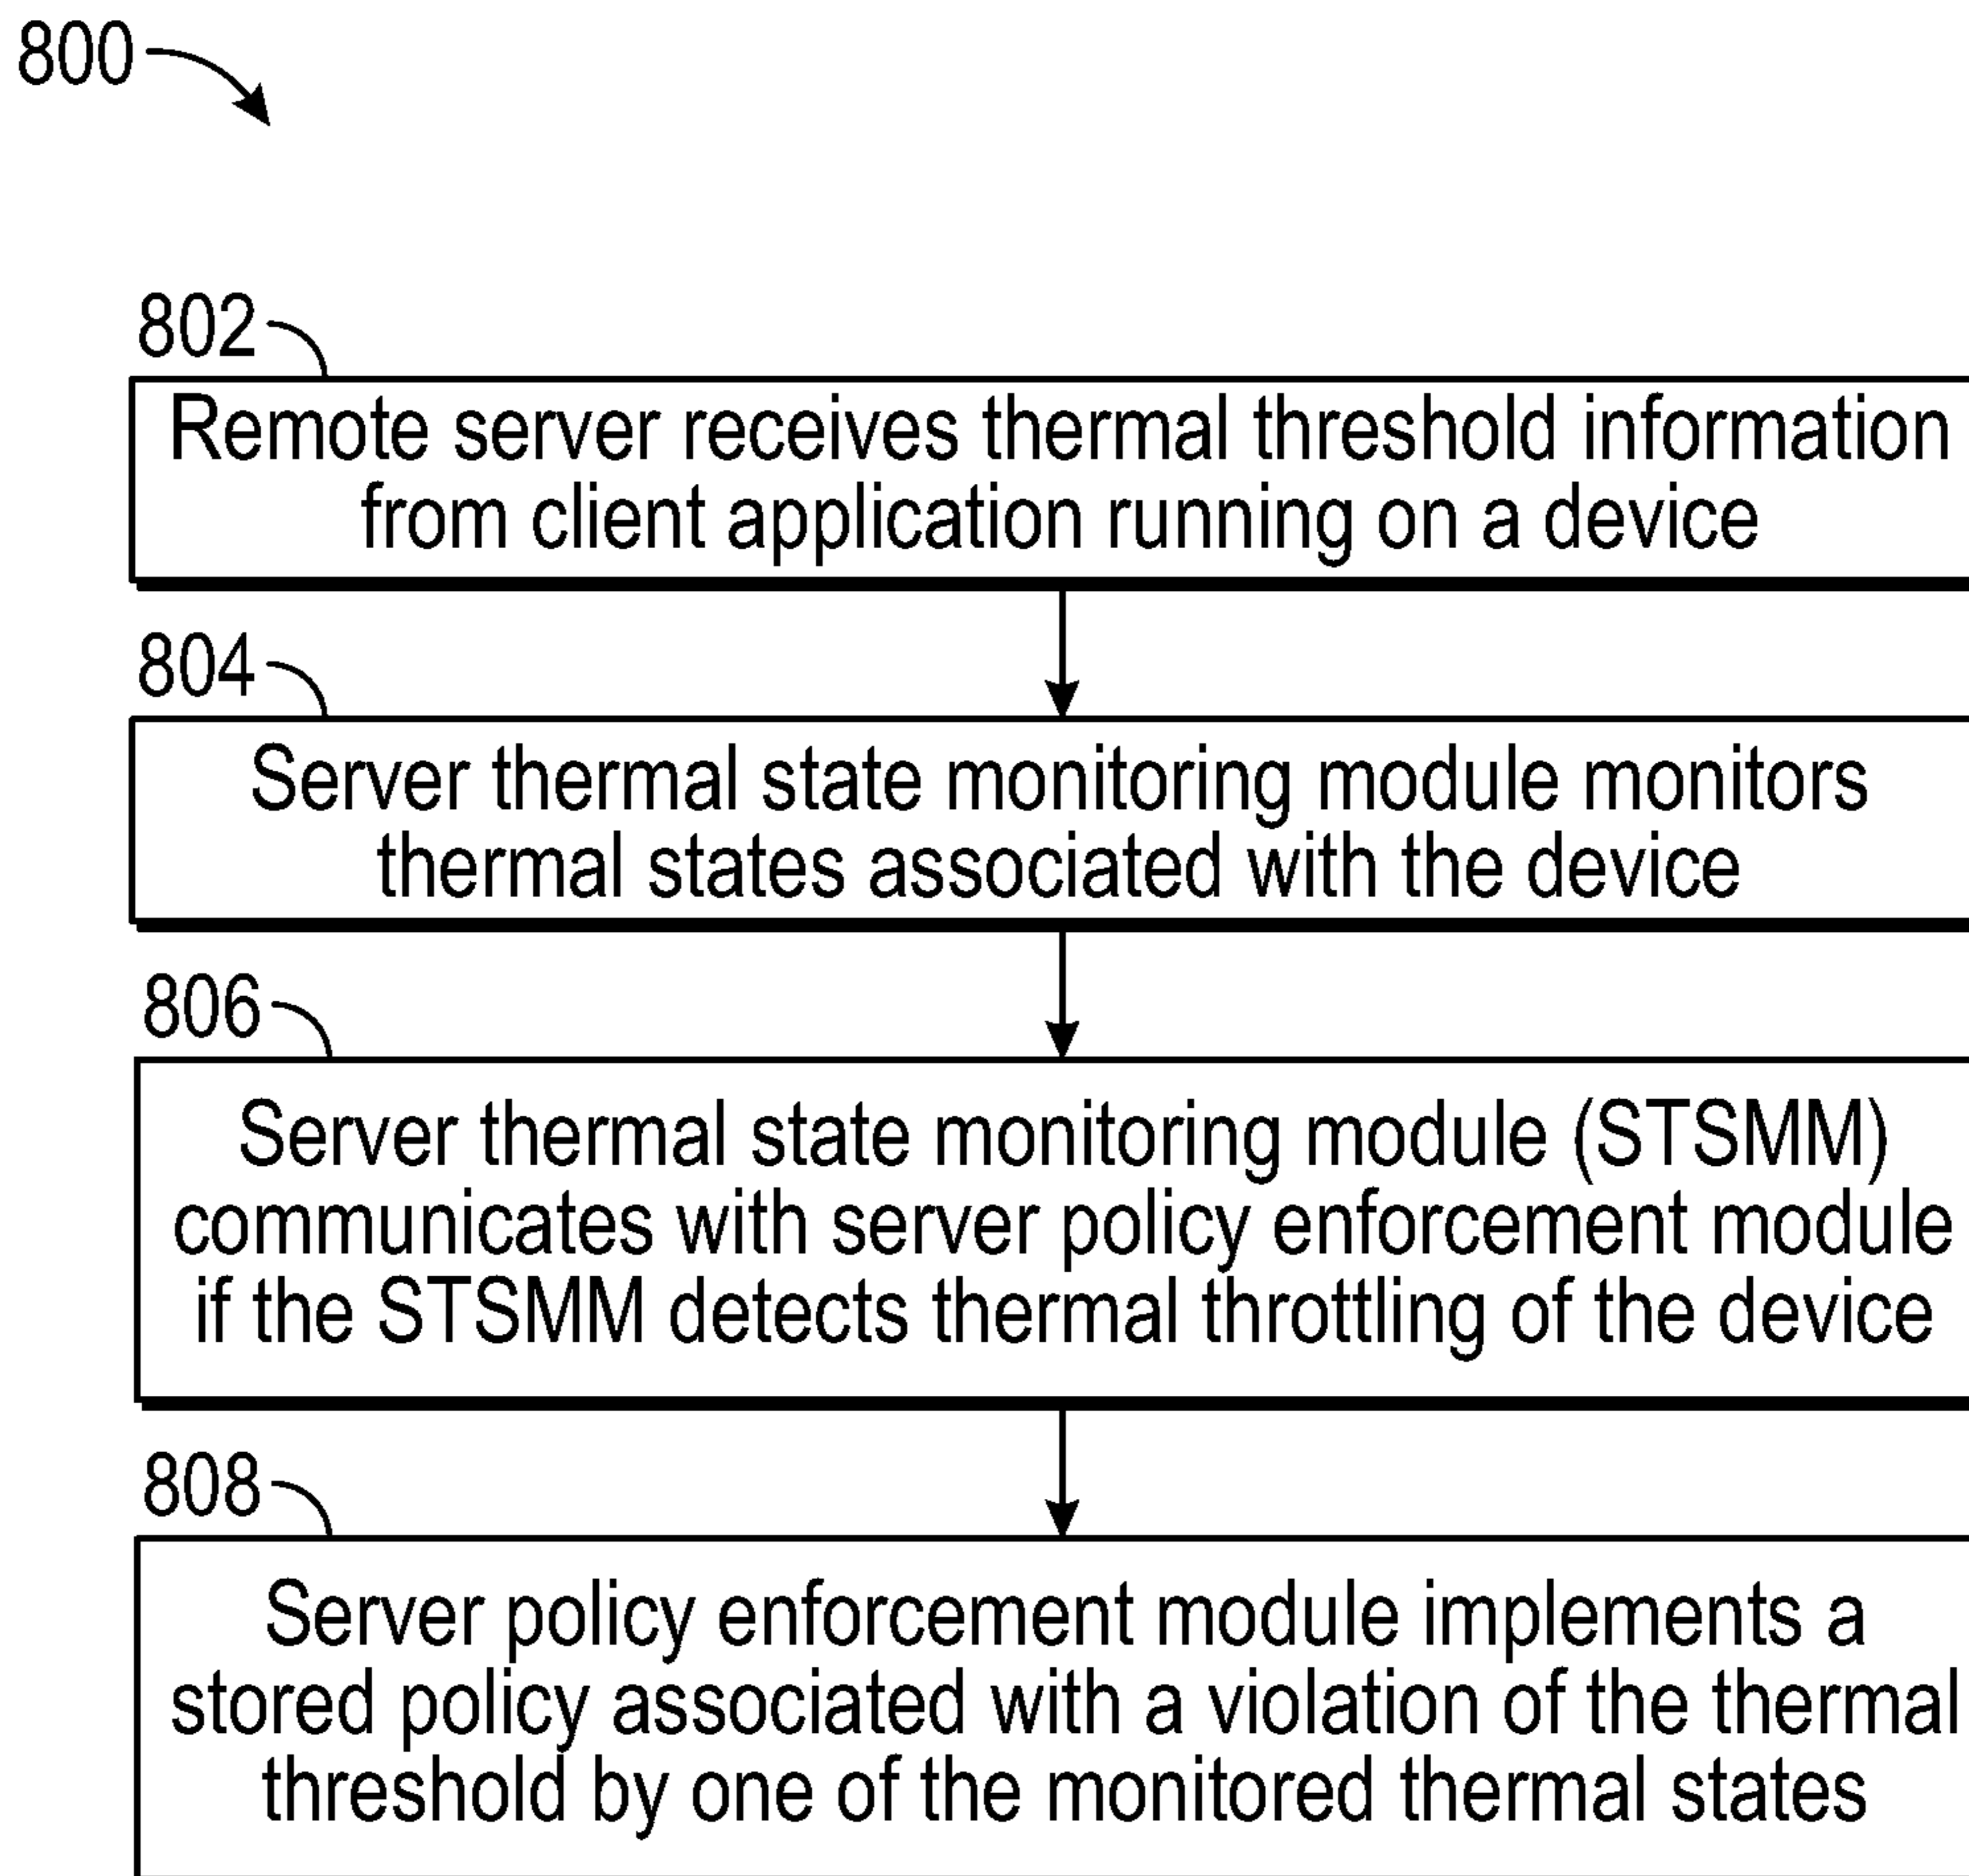 800
802
Remote server receives thermal threshold information
from client application running on a device
804
Server thermal state monitoring module monitors
thermal states associated with the device
806
Server thermal state monitoring module (STSMM)
communicates with server policy enforcement module
if the STSMM detects thermal throttling of the device
808
Server policy enforcement module implements a
stored policy associated with a violation of the thermal
threshold by one of the monitored thermal states